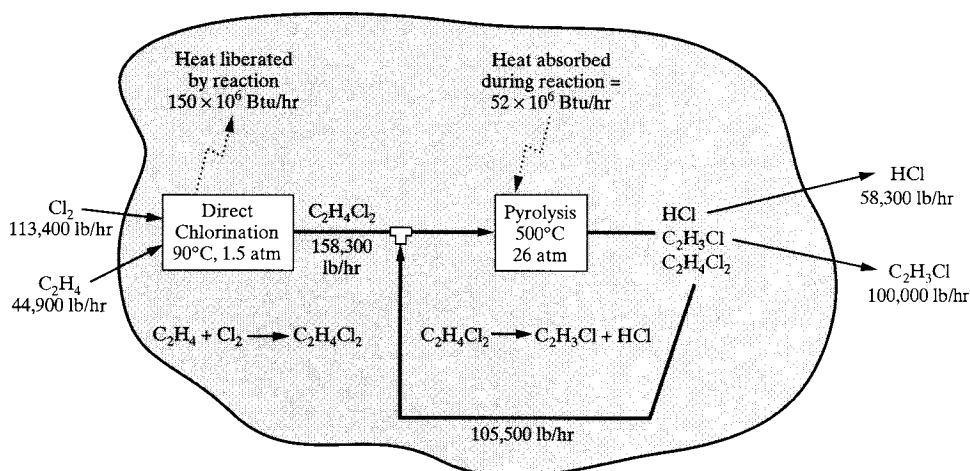 Heat liberated
by reaction
150 × 10⁶ Btu/hr
Heat absorbed
during reaction =
52 × 10⁶ Btu/hr
HCl
58,300 lb/hr
Cl₂
113,400 lb/hr
Direct
Chlorination
90°C, 1.5 atm
C₂H₄Cl₂
158,300
lb/hr
Pyrolysis
500°C
26 atm
HCl
C₂H₃Cl
C₂H₄Cl₂
C₂H₄
44,900 lb/hr
C₂H₃Cl
100,000 lb/hr
C₂H₄ + Cl₂ → C₂H₄Cl₂
C₂H₄Cl₂ → C₂H₃Cl + HCl
105,500 lb/hr